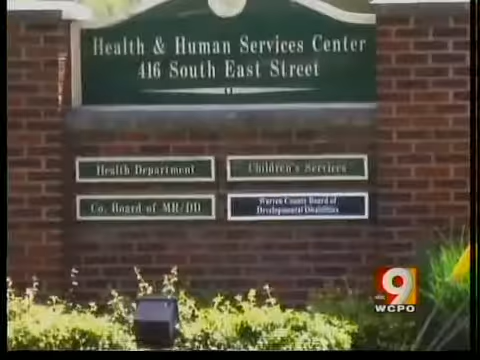 Health & Human Services Center
416 South East Street
Health Department
Children's Services
Co. Board of MR/DD
Warren County Board of
Developmental Disabilities
9
WCPO